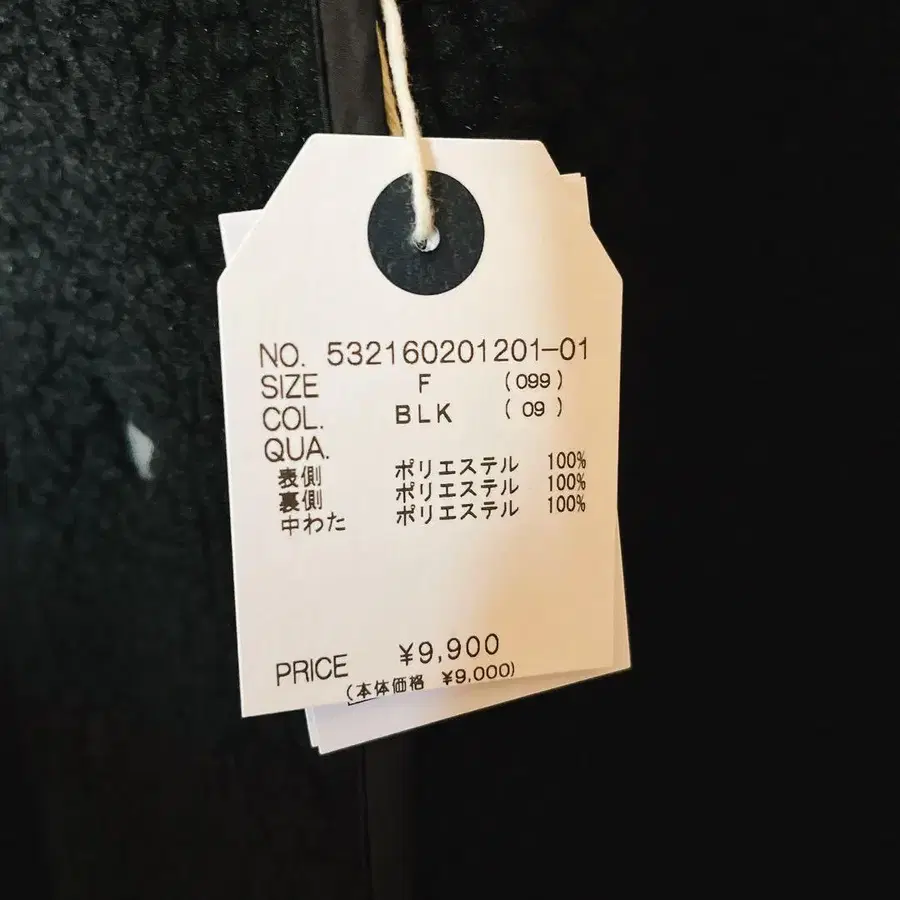 NO. 532160201201-01
SIZE F (099)
COL. BLK (09)
QUA.
表側 ポリエステル 100%
裏側 ポリエステル 100%
中わた ポリエステル 100%
PRICE ¥9,900
(本体価格 ¥9,000)